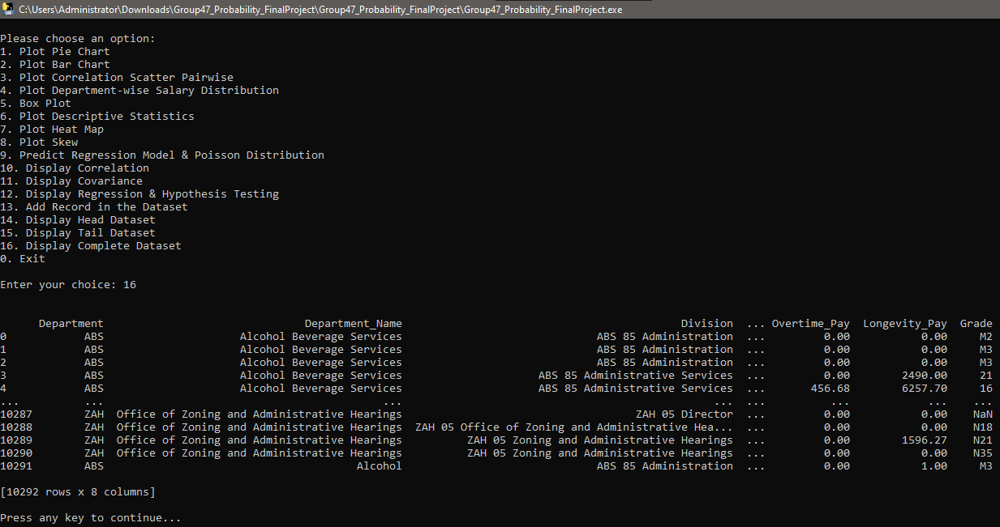 C:\Users\Administrator\Downloads\Group47_Probability_FinalProject\Group47_Probability_FinalProject\Group47_Probability_FinalProject.exe
Please choose an option:
1. Plot Pie Chart
2. Plot Bar Chart
3. Plot Correlation Scatter Pairwise
4. Plot Department-wise Salary Distribution
5. Box Plot
6. Plot Descriptive Statistics
7. Plot Heat Map
8. Plot Skew
9. Predict Regression Model & Poisson Distribution
10. Display Correlation
11. Display Covariance
12. Display Regression & Hypothesis Testing
13. Add Record in the Dataset
14. Display Head Dataset
15. Display Tail Dataset
16. Display Complete Dataset
0. Exit
Enter your choice: 16
Department Department_Name Division ... Overtime_Pay Longevity_Pay Grade
0 ABS Alcohol Beverage Services ABS 85 Administration ... 0.00 0.00 M2
1 ABS Alcohol Beverage Services ABS 85 Administration ... 0.00 0.00 M3
2 ABS Alcohol Beverage Services ABS 85 Administration ... 0.00 0.00 M3
3 ABS Alcohol Beverage Services ABS 85 Administrative Services ... 0.00 2490.00 21
4 ABS Alcohol Beverage Services ABS 85 Administrative Services ... 456.68 6257.70 16
... ... ... ... ... ... ... ...
10287 ZAH Office of Zoning and Administrative Hearings ZAH 05 Director ... 0.00 0.00 NaN
10288 ZAH Office of Zoning and Administrative Hearings ZAH 05 Office of Zoning and Administrative Hea... ... 0.00 0.00 N18
10289 ZAH Office of Zoning and Administrative Hearings ZAH 05 Zoning and Administrative Hearings ... 0.00 1596.27 N21
10290 ZAH Office of Zoning and Administrative Hearings ZAH 05 Zoning and Administrative Hearings ... 0.00 0.00 N35
10291 ABS Alcohol ABS 85 Administration ... 0.00 1.00 M3
[10292 rows x 8 columns]
Press any key to continue...